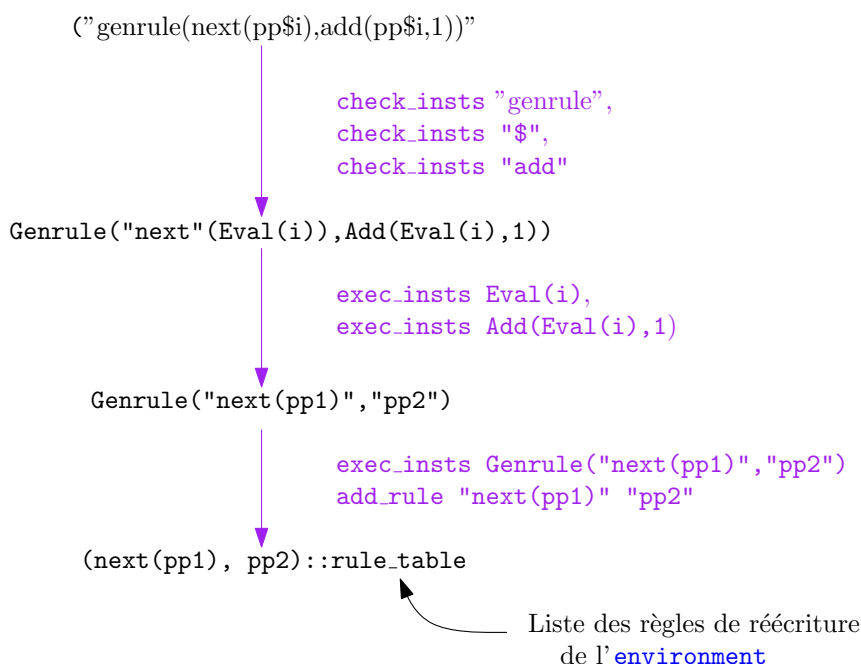 (”genrule(next(pp$i),add(pp$i,1))”
check_insts ”genrule”,
check_insts "$",
check_insts "add"
Genrule("next"(Eval(i)),Add(Eval(i),1))
exec_insts Eval(i),
exec_insts Add(Eval(i),1)
Genrule("next(pp1)","pp2")
exec_insts Genrule("next(pp1)","pp2")
add_rule "next(pp1)" "pp2"
(next(pp1), pp2)::rule_table
Liste des règles de réécriture
de l'environment